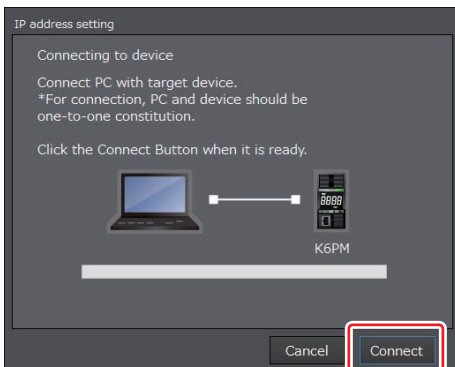 IP address setting
Connecting to device
Connect PC with target device.
*For connection, PC and device should be
one-to-one constitution.
Click the Connect Button when it is ready.
8888
K6PM
Cancel
Connect